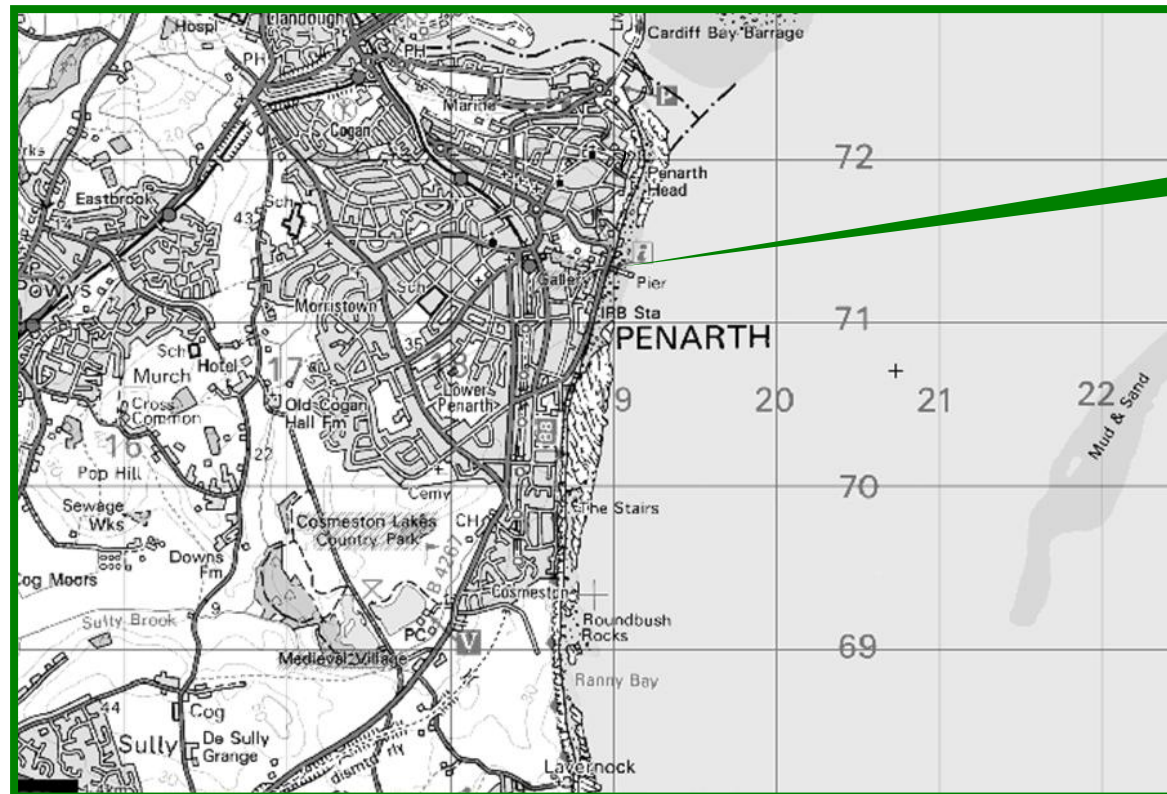 Hospl
Llandough
PH
Cardiff Bay Barrage
PH
Marina
Cogan
72
Penarth
Head
Eastbrook
Sch
43
14
i
Pier
Gallery
Powys
P
Morristown
Sch
IRB Sta
71
PENARTH
35
Sch
Hotel
Murch
17
18
Lower
Penarth
19
20
21
22
Mud & Sand
Cross
Common
Old Cogan
Hall Fm
88
16
22
Pop Hill
Cemy
70
The Stairs
Sewage
Wks
Cosmeston Lakes
Country Park
CH
B 4267
Downs
Fm
Cog Moors
9
Cosmeston
Sully Brook
Roundbush
Rocks
PC
V
69
Medieval Village
Ranny Bay
44
Cog
Sully
De Sully
Grange
dismtd rly
30
Lavernock